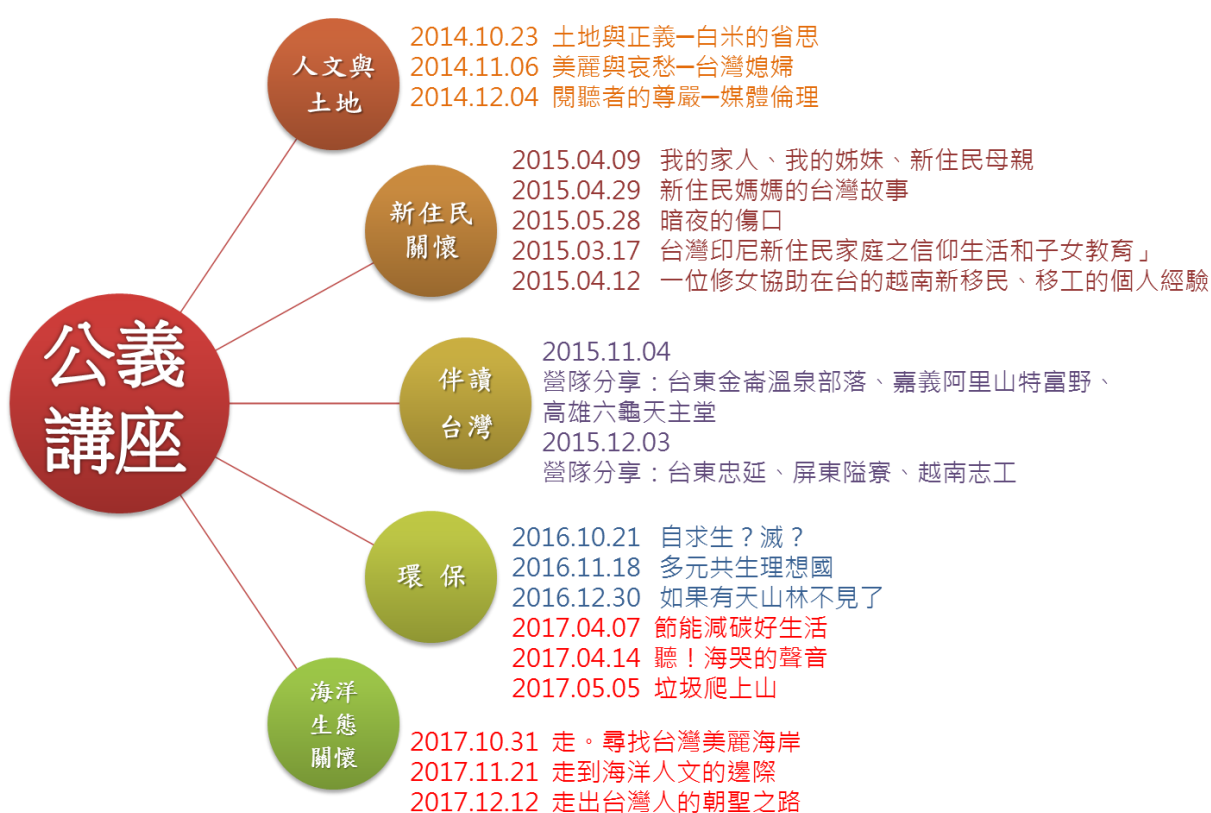 公義
講座
人文與
土地
2014.10.23 土地與正義─白米的省思
2014.11.06 美麗與哀愁─台灣媳婦
2014.12.04 閱聽者的尊嚴─媒體倫理
新住民
關懷
2015.04.09 我的家人、我的姊妹、新住民母親
2015.04.29 新住民媽媽的台灣故事
2015.05.28 暗夜的傷口
2015.03.17 台灣印尼新住民家庭之信仰生活和子女教育」
2015.04.12 一位修女協助在台的越南新移民、移工的個人經驗
伴讀
台灣
2015.11.04
營隊分享：台東金崙溫泉部落、嘉義阿里山特富野、
高雄六龜天主堂
2015.12.03
營隊分享：台東忠延、屏東隘寮、越南志工
環 保
2016.10.21 自求生？滅？
2016.11.18 多元共生理想國
2016.12.30 如果有天山林不見了
2017.04.07 節能減碳好生活
2017.04.14 聽！海哭的聲音
2017.05.05 垃圾爬上山
海洋
生態
關懷
2017.10.31 走。尋找台灣美麗海岸
2017.11.21 走到海洋人文的邊際
2017.12.12 走出台灣人的朝聖之路